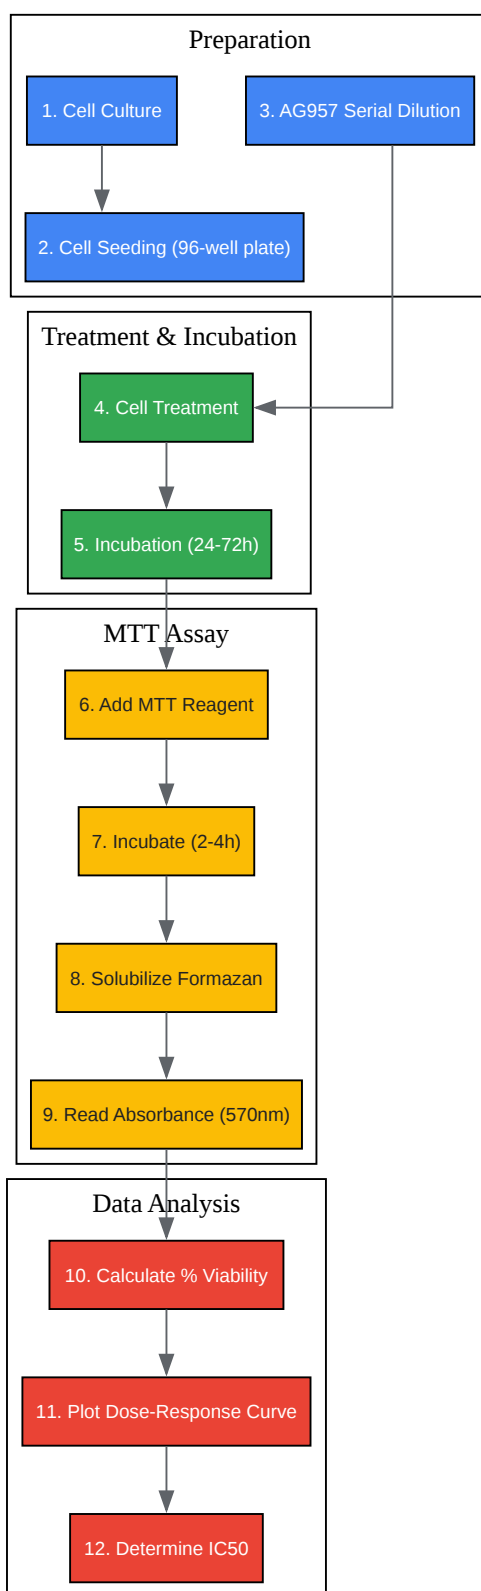 Preparation
1. Cell Culture
3. AG957 Serial Dilution
2. Cell Seeding (96-well plate)
Treatment & Incubation
4. Cell Treatment
5. Incubation (24-72h)
MTT Assay
6. Add MTT Reagent
7. Incubate (2-4h)
8. Solubilize Formazan
9. Read Absorbance (570nm)
Data Analysis
10. Calculate % Viability
11. Plot Dose-Response Curve
12. Determine IC50